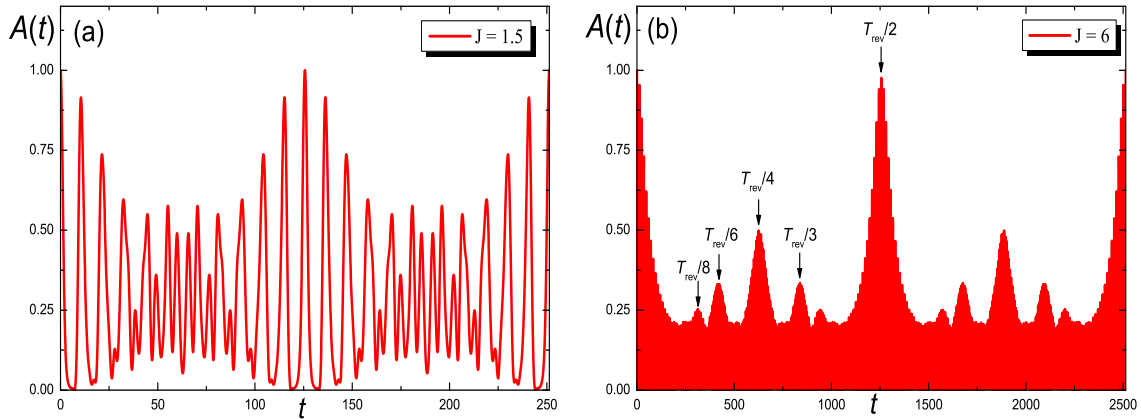 A(t)
(a)
J = 1.5
1.00
0.75
0.50
0.25
0.00
0
50
100
150
200
250
t
A(t)
(b)
J = 6
T_rev/2
T_rev/4
T_rev/6
T_rev/3
T_rev/8
1.00
0.75
0.50
0.25
0.00
0
500
1000
1500
2000
2500
t